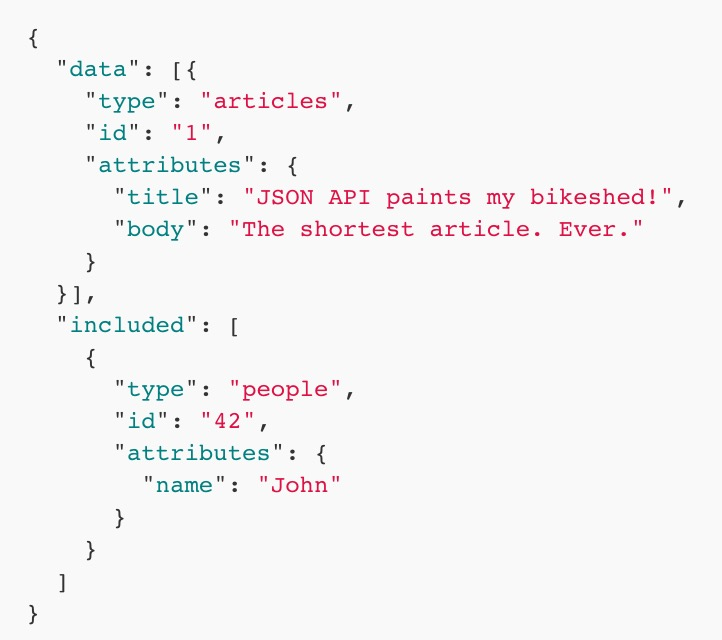 {
  "data": [{
    "type": "articles",
    "id": "1",
    "attributes": {
      "title": "JSON API paints my bikeshed!",
      "body": "The shortest article. Ever."
    }
  }],
  "included": [
    {
      "type": "people",
      "id": "42",
      "attributes": {
        "name": "John"
      }
    }
  ]
}